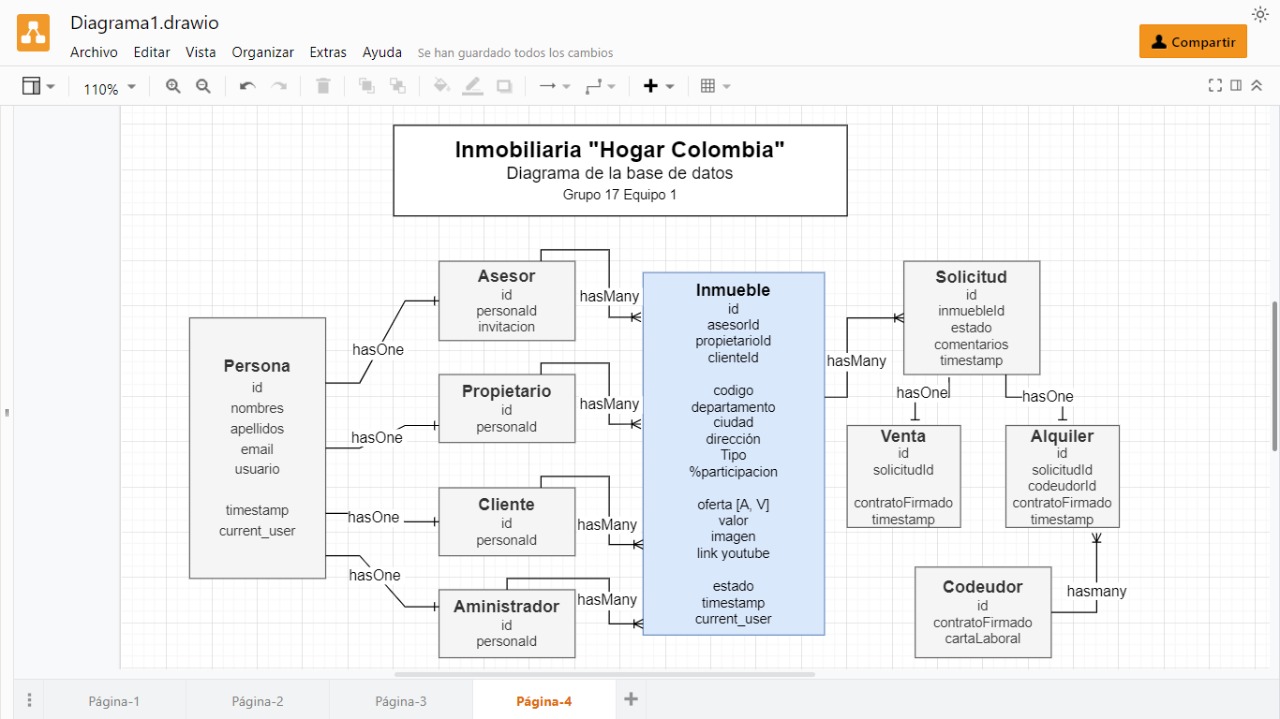 Diagrama1.drawio
Archivo Editar Vista Organizar Extras Ayuda Se han guardado todos los cambios
Compartir
110%
Inmobiliaria "Hogar Colombia"
Diagrama de la base de datos
Grupo 17 Equipo 1
Persona
id
nombres
apellidos
email
usuario
timestamp
current_user
hasOne
hasOne
hasOne
hasOne
Asesor
id
personaId
invitacion
Propietario
id
personaId
Cliente
id
personaId
Aministrador
id
personaId
hasMany
hasMany
hasMany
hasMany
Inmueble
id
asesorId
propietarioId
clienteId
codigo
departamento
ciudad
dirección
Tipo
%participacion
oferta [A, V]
valor
imagen
link youtube
estado
timestamp
current_user
hasMany
Solicitud
id
inmuebleId
estado
comentarios
timestamp
hasOne
hasOne
Venta
id
solicitudId
contratoFirmado
timestamp
Alquiler
id
solicitudId
codeudorId
contratoFirmado
timestamp
Codeudor
id
contratoFirmado
cartaLaboral
hasmany
Página-1 Página-2 Página-3 Página-4